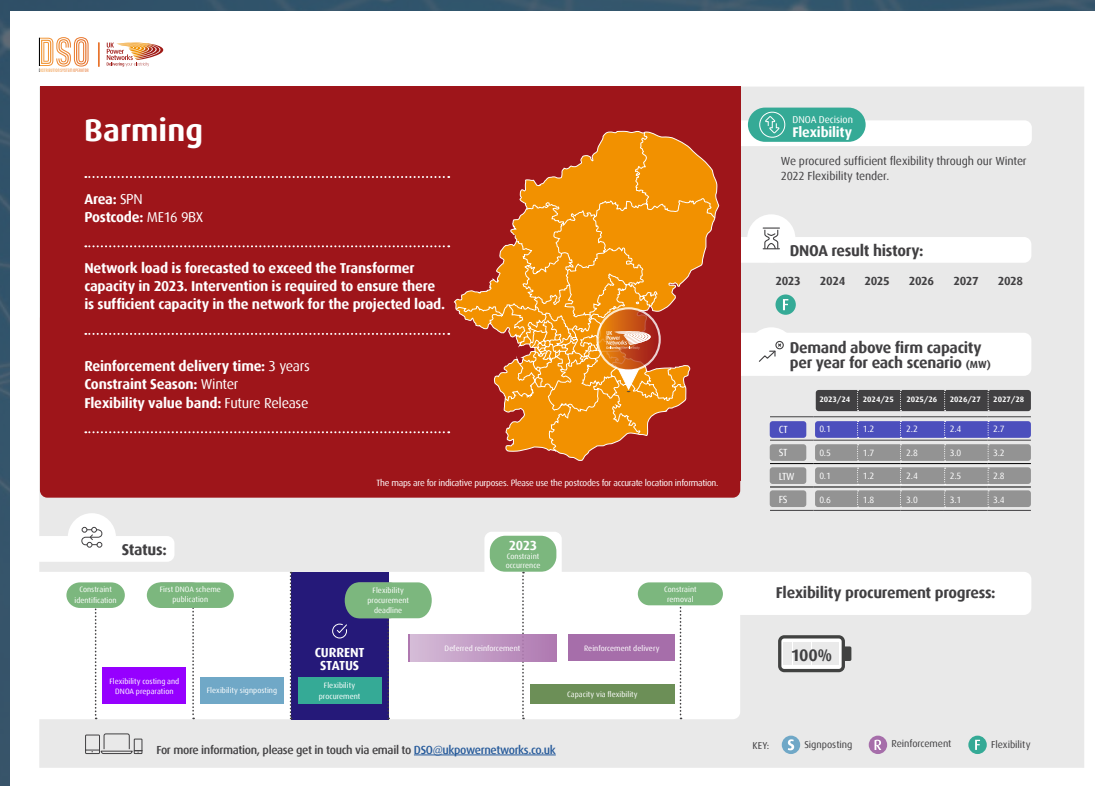 DSO
UK
Power
Networks
Delivering your electricity
Barming
Area: SPN
Postcode: ME16 9BX
Network load is forecasted to exceed the Transformer
capacity in 2023. Intervention is required to ensure there
is sufficient capacity in the network for the projected load.
Reinforcement delivery time: 3 years
Constraint Season: Winter
Flexibility value band: Future Release
UK
Power
Networks
The maps are for indicative purposes. Please use the postcodes for accurate location information.
DNOA Decision
Flexibility
We procured sufficient flexibility through our Winter
2022 Flexibility tender.
DNOA result history:
2023 2024 2025 2026 2027 2028
F
Demand above firm capacity
per year for each scenario (MW)
2023/24 2024/25 2025/26 2026/27 2027/28
CT 0.1 1.2 2.2 2.4 2.7
ST 0.5 1.7 2.8 3.0 3.2
LTW 0.1 1.2 2.4 2.5 2.8
FS 0.6 1.8 3.0 3.1 3.4
Status:
Constraint
identification
First DNOA scheme
publication
Flexibility
procurement
deadline
2023
Constraint
occurrence
Constraint
removal
CURRENT
STATUS
Deferred reinforcement
Reinforcement delivery
Flexibility costing and
DNOA preparation
Flexibility signposting
Flexibility
procurement
Capacity via flexibility
Flexibility procurement progress:
100%
For more information, please get in touch via email to DSO@ukpowernetworks.co.uk
KEY: S Signposting R Reinforcement F Flexibility